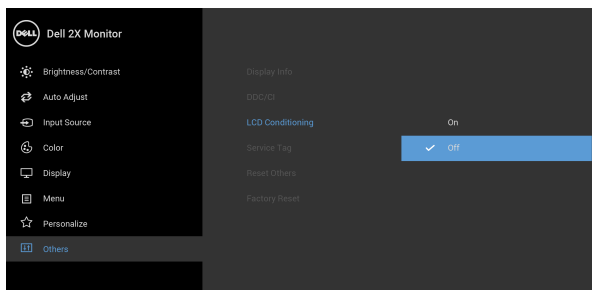 DELL Dell 2X Monitor
Brightness/Contrast
Auto Adjust
Input Source
Color
Display
Menu
Personalize
Others
Display Info
DDC/CI
LCD Conditioning
Service Tag
Reset Others
Factory Reset
On
Off